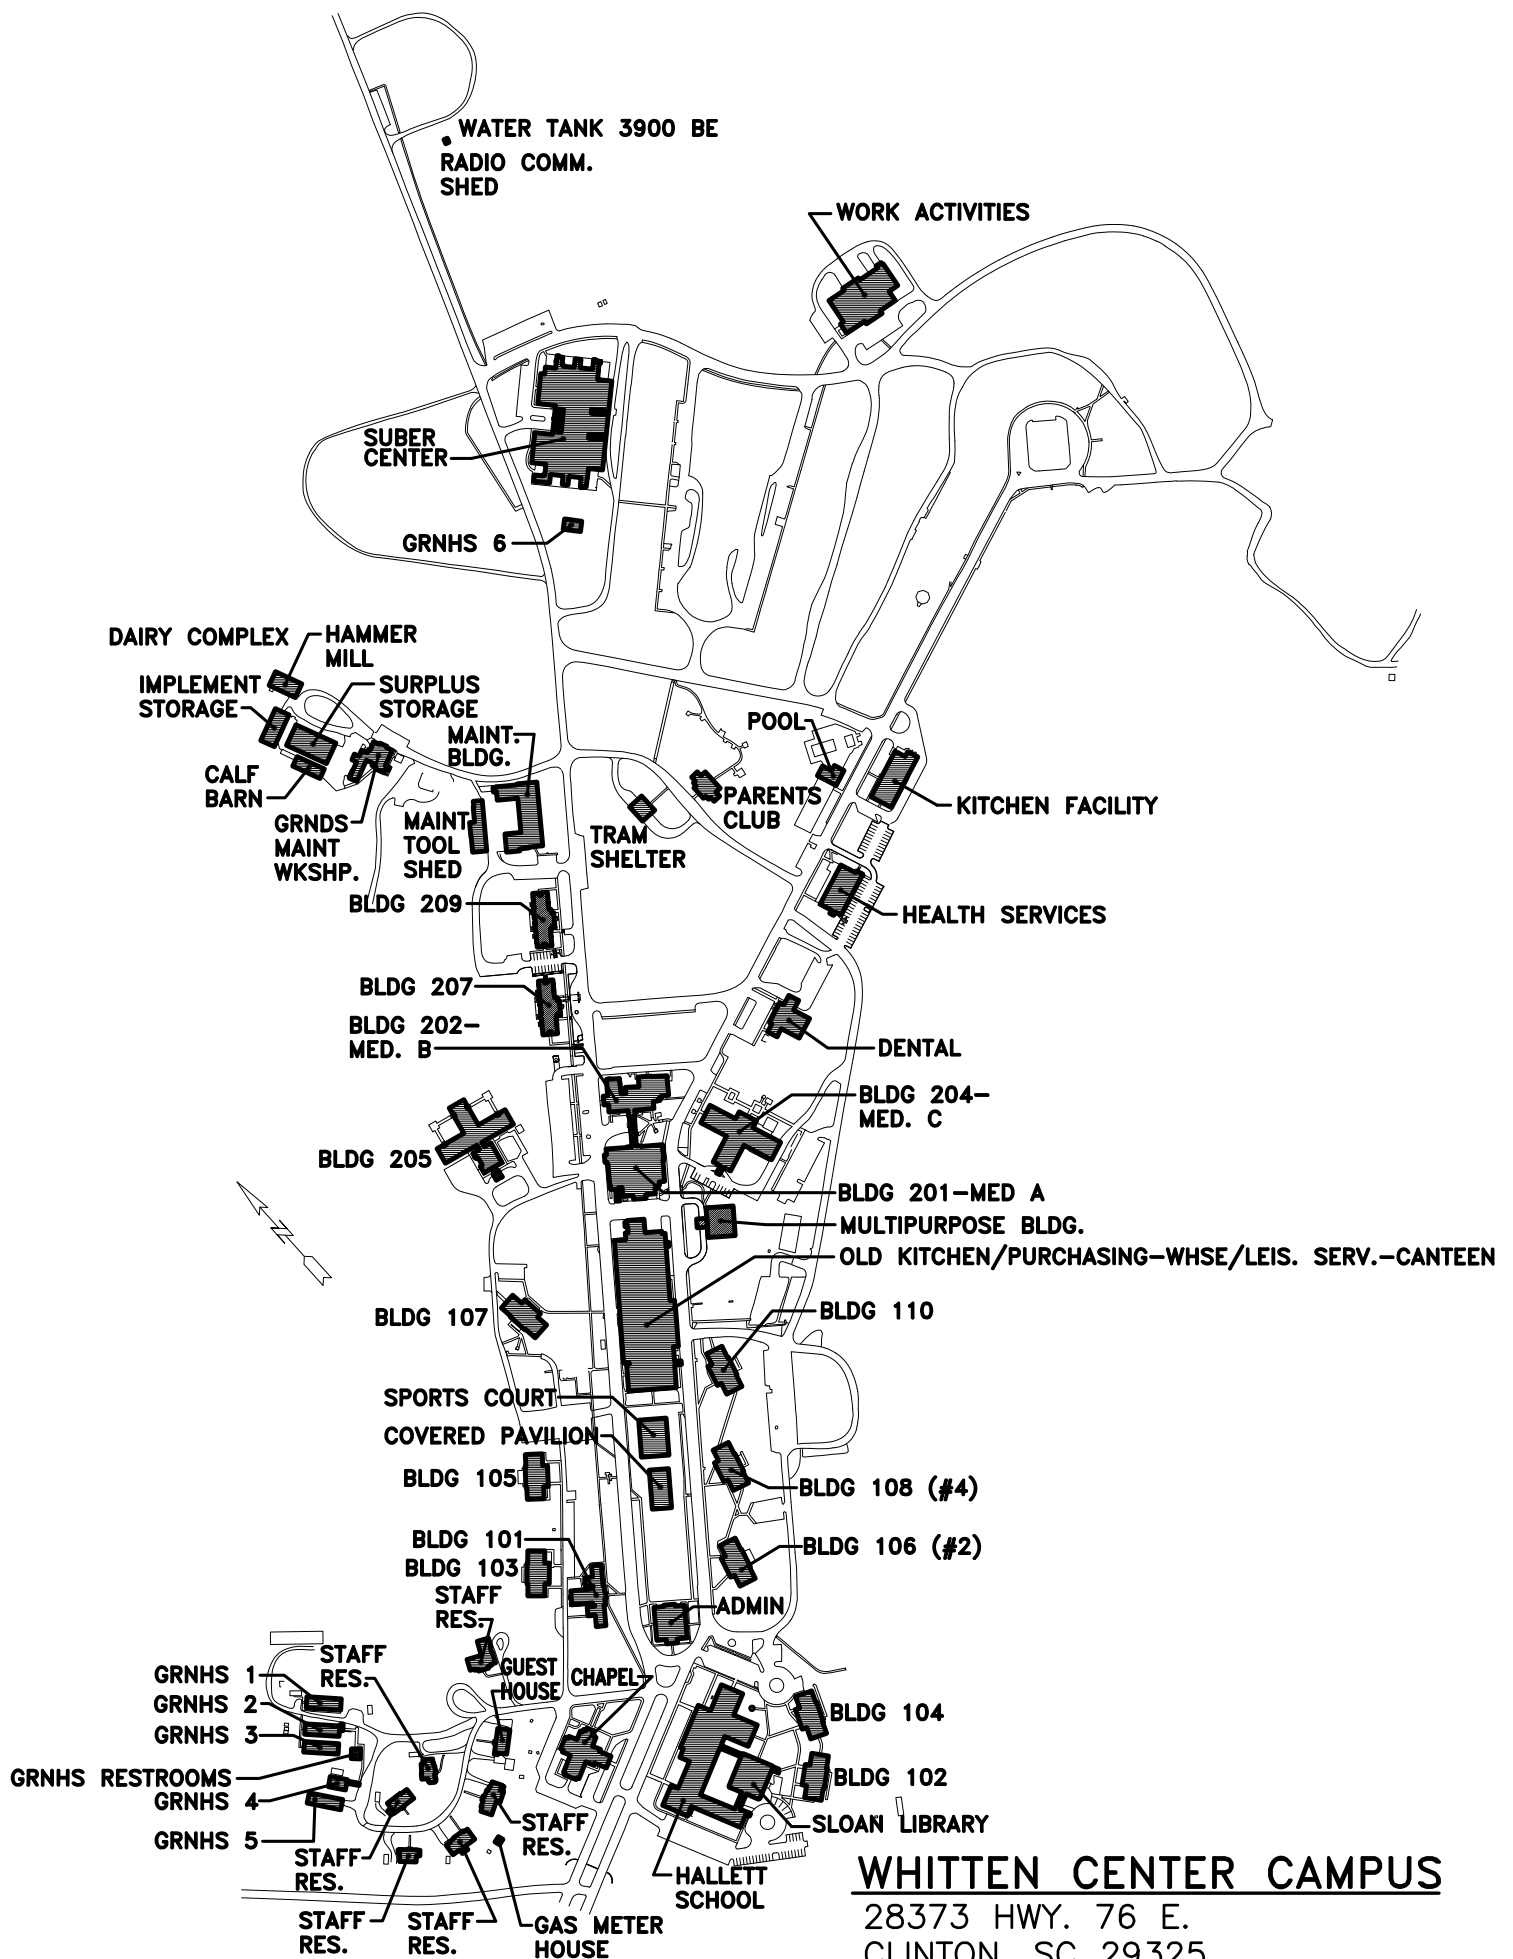 WATER TANK 3900 BE
RADIO COMM.
SHED
WORK ACTIVITIES
SUBER
CENTER
GRNHS 6
DAIRY COMPLEX
HAMMER
MILL
IMPLEMENT
STORAGE
SURPLUS
STORAGE
MAINT.
BLDG.
POOL
CALF
BARN
PARENTS
CLUB
KITCHEN FACILITY
GRNDS
MAINT
WKSHP.
MAINT
TOOL
SHED
TRAM
SHELTER
BLDG 209
HEALTH SERVICES
BLDG 207
BLDG 202-
MED. B
DENTAL
BLDG 204-
MED. C
BLDG 205
BLDG 201-MED A
N
MULTIPURPOSE BLDG.
OLD KITCHEN/PURCHASING-WHSE/LEIS. SERV.-CANTEEN
BLDG 107
BLDG 110
SPORTS COURT
COVERED PAVILION
BLDG 105
BLDG 108 (#4)
BLDG 101
BLDG 106 (#2)
BLDG 103
STAFF
RES.
ADMIN
STAFF
RES.
GUEST
HOUSE
CHAPEL
GRNHS 1
GRNHS 2
GRNHS 3
BLDG 104
GRNHS RESTROOMS
GRNHS 4
BLDG 102
GRNHS 5
STAFF
RES.
SLOAN LIBRARY
STAFF
RES.
HALLETT
SCHOOL
STAFF
RES.
STAFF
RES.
GAS METER
HOUSE
WHITTEN CENTER CAMPUS
28373 HWY. 76 E.
CLINTON, SC 29325